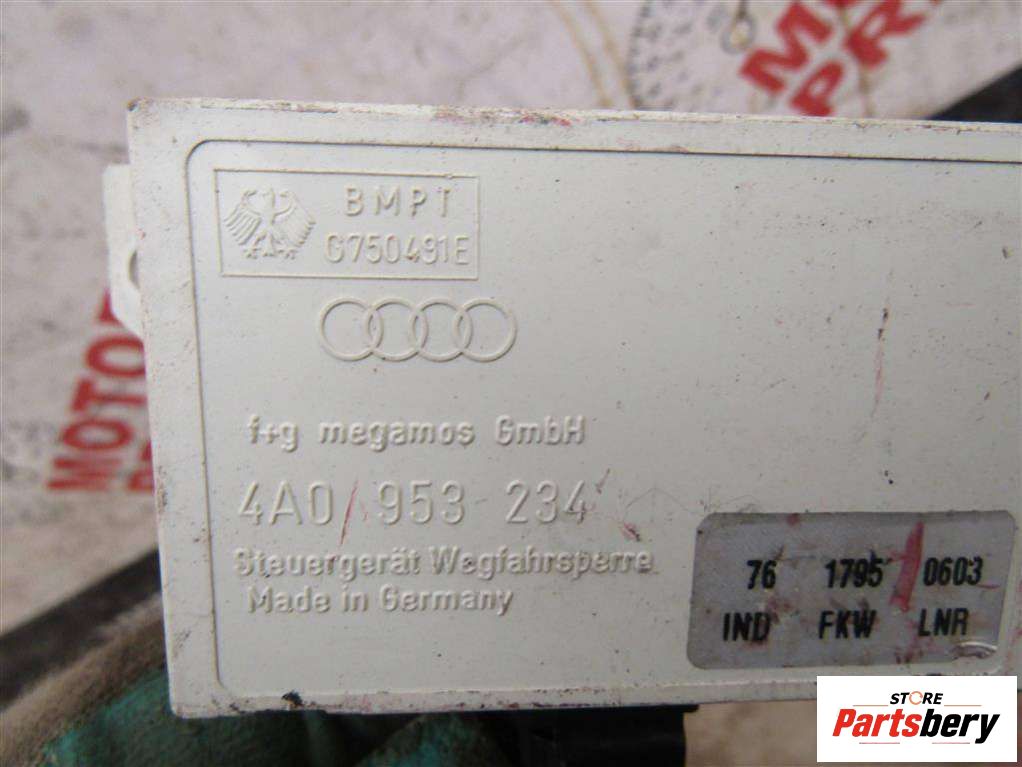 BMPT
G750491E
f+g megamos GmbH
4A0 953 234
Steuergerät Wegfahrsperre
Made in Germany
76 1795 0603
IND FKW LNR
STORE
Partsbery